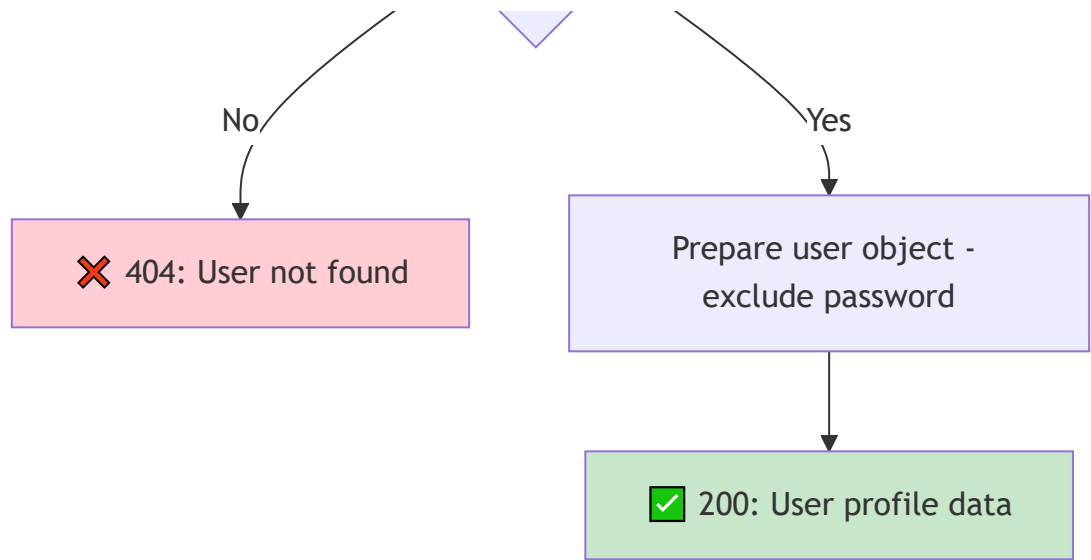 No
Yes
❌ 404: User not found
Prepare user object -
exclude password
✅ 200: User profile data